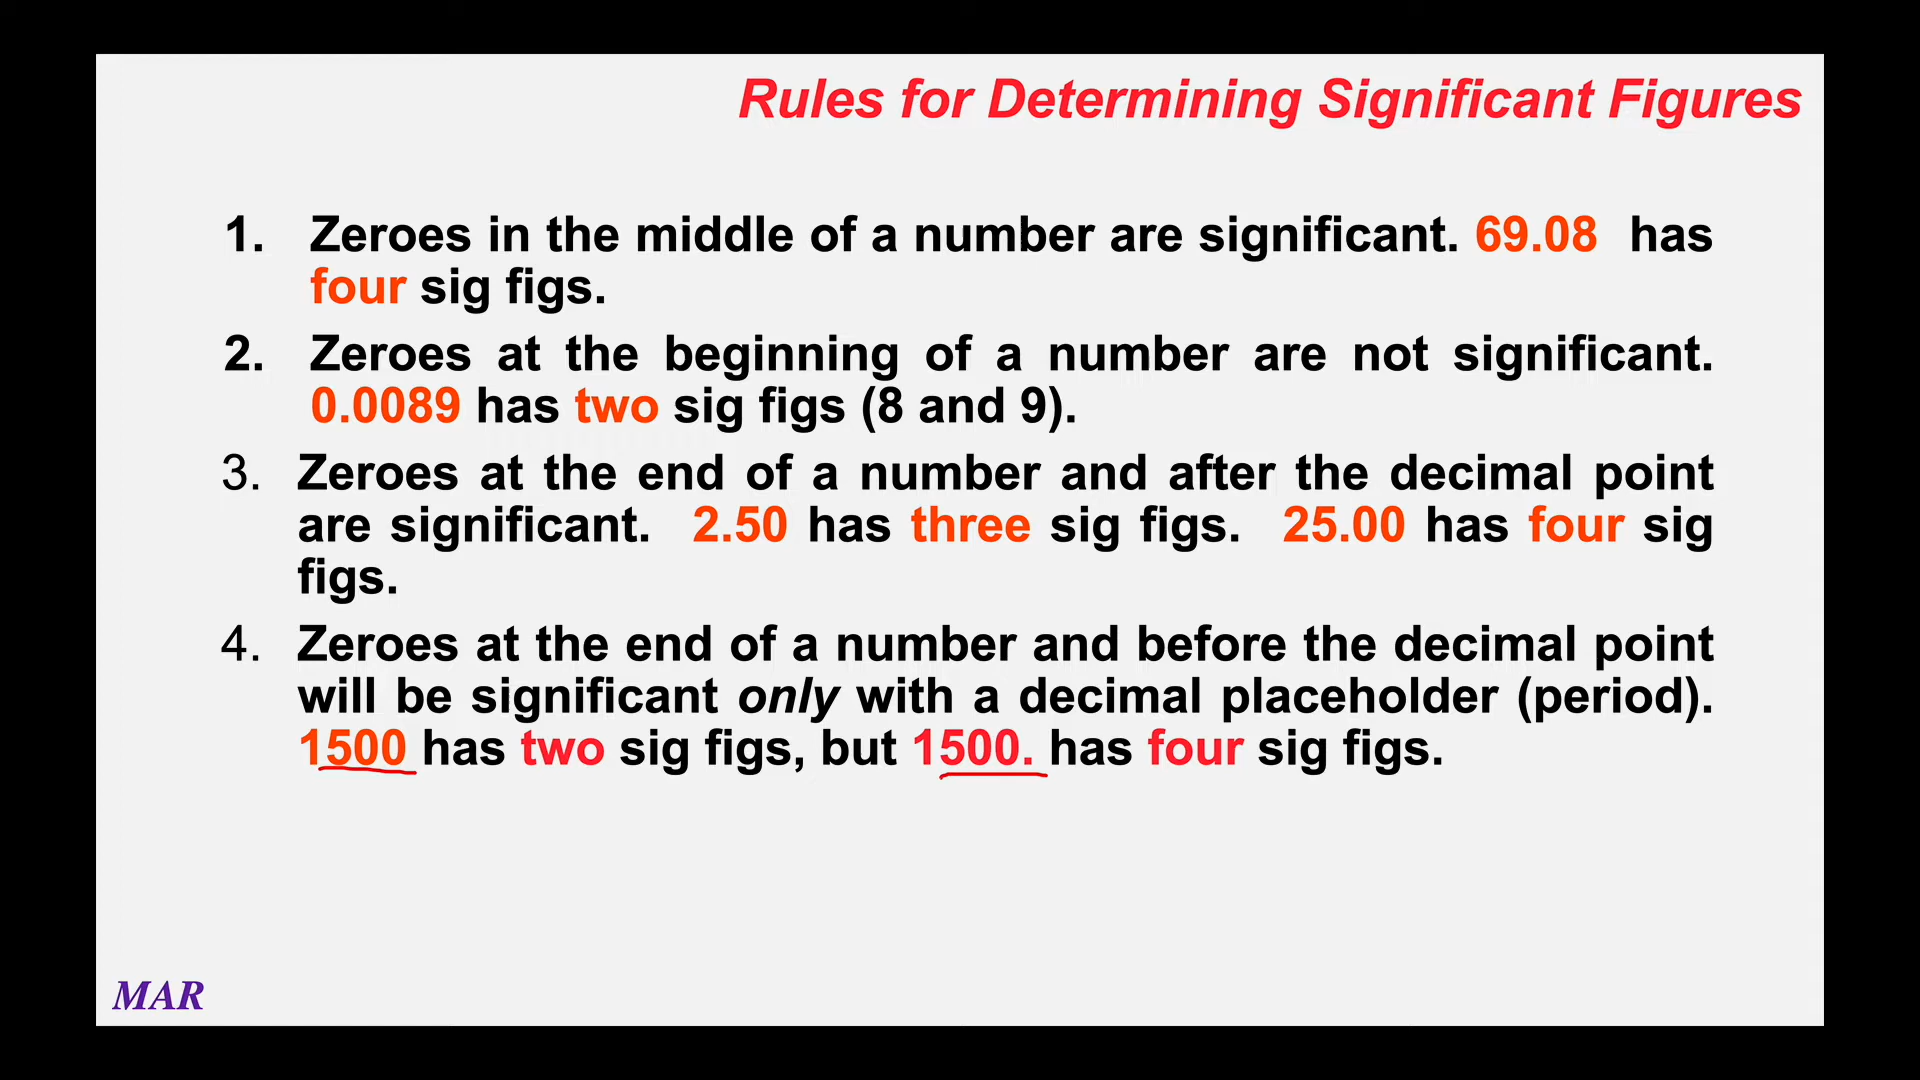 Rules for Determining Significant Figures
1. Zeroes in the middle of a number are significant. 69.08 has
four sig figs.
2. Zeroes at the beginning of a number are not significant.
0.0089 has two sig figs (8 and 9).
3. Zeroes at the end of a number and after the decimal point
are significant. 2.50 has three sig figs. 25.00 has four sig
figs.
4. Zeroes at the end of a number and before the decimal point
will be significant only with a decimal placeholder (period).
1500 has two sig figs, but 1500. has four sig figs.
MAR